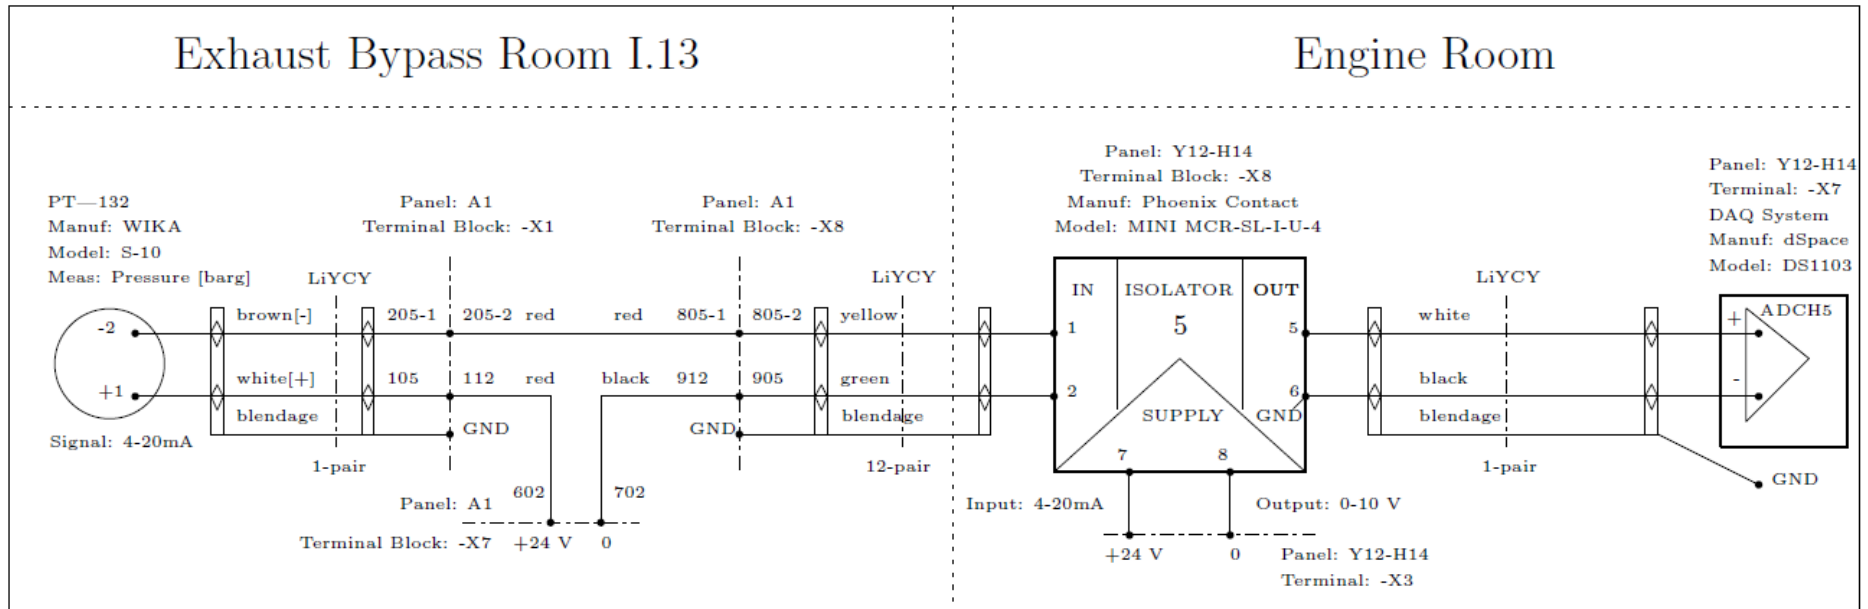 Exhaust Bypass Room I.13
Engine Room
PT—132
Manuf: WIKA
Model: S-10
Meas: Pressure [barg]
Panel: A1
Terminal Block: -X1
Panel: A1
Terminal Block: -X8
Panel: Y12-H14
Terminal Block: -X8
Manuf: Phoenix Contact
Model: MINI MCR-SL-I-U-4
Panel: Y12-H14
Terminal: -X7
DAQ System
Manuf: dSpace
Model: DS1103
LiYCY
LiYCY
LiYCY
IN
ISOLATOR
OUT
5
-2
brown[-]
205-1
205-2
red
red
805-1
805-2
yellow
1
5
white
+
ADCH5
+1
white[+]
105
112
red
black
912
905
green
2
6
black
-
blendage
GND
GND
blendage
SUPPLY
GND
blendage
Signal: 4-20mA
1-pair
12-pair
7
8
1-pair
GND
602
702
Panel: A1
Input: 4-20mA
Output: 0-10 V
Terminal Block: -X7
+24 V
0
+24 V
0
Panel: Y12-H14
Terminal: -X3